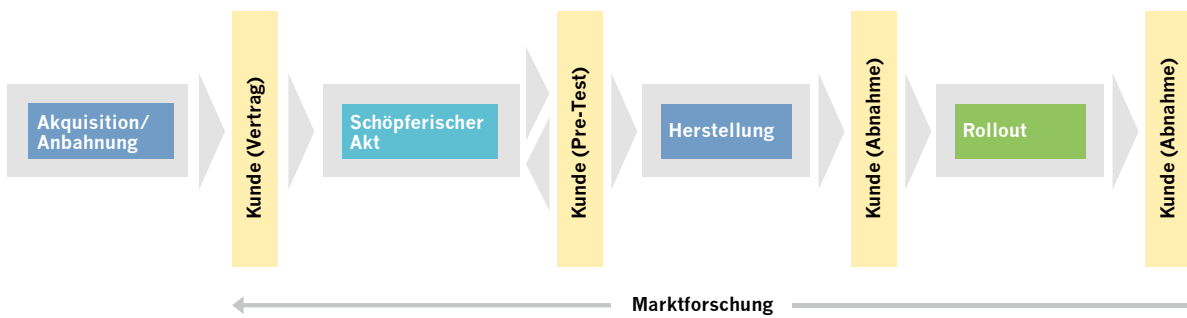 Akquisition/
Anbahnung
Kunde (Vertrag)
Schöpferischer
Akt
Kunde (Pre-Test)
Herstellung
Kunde (Abnahme)
Rollout
Kunde (Abnahme)
Marktforschung